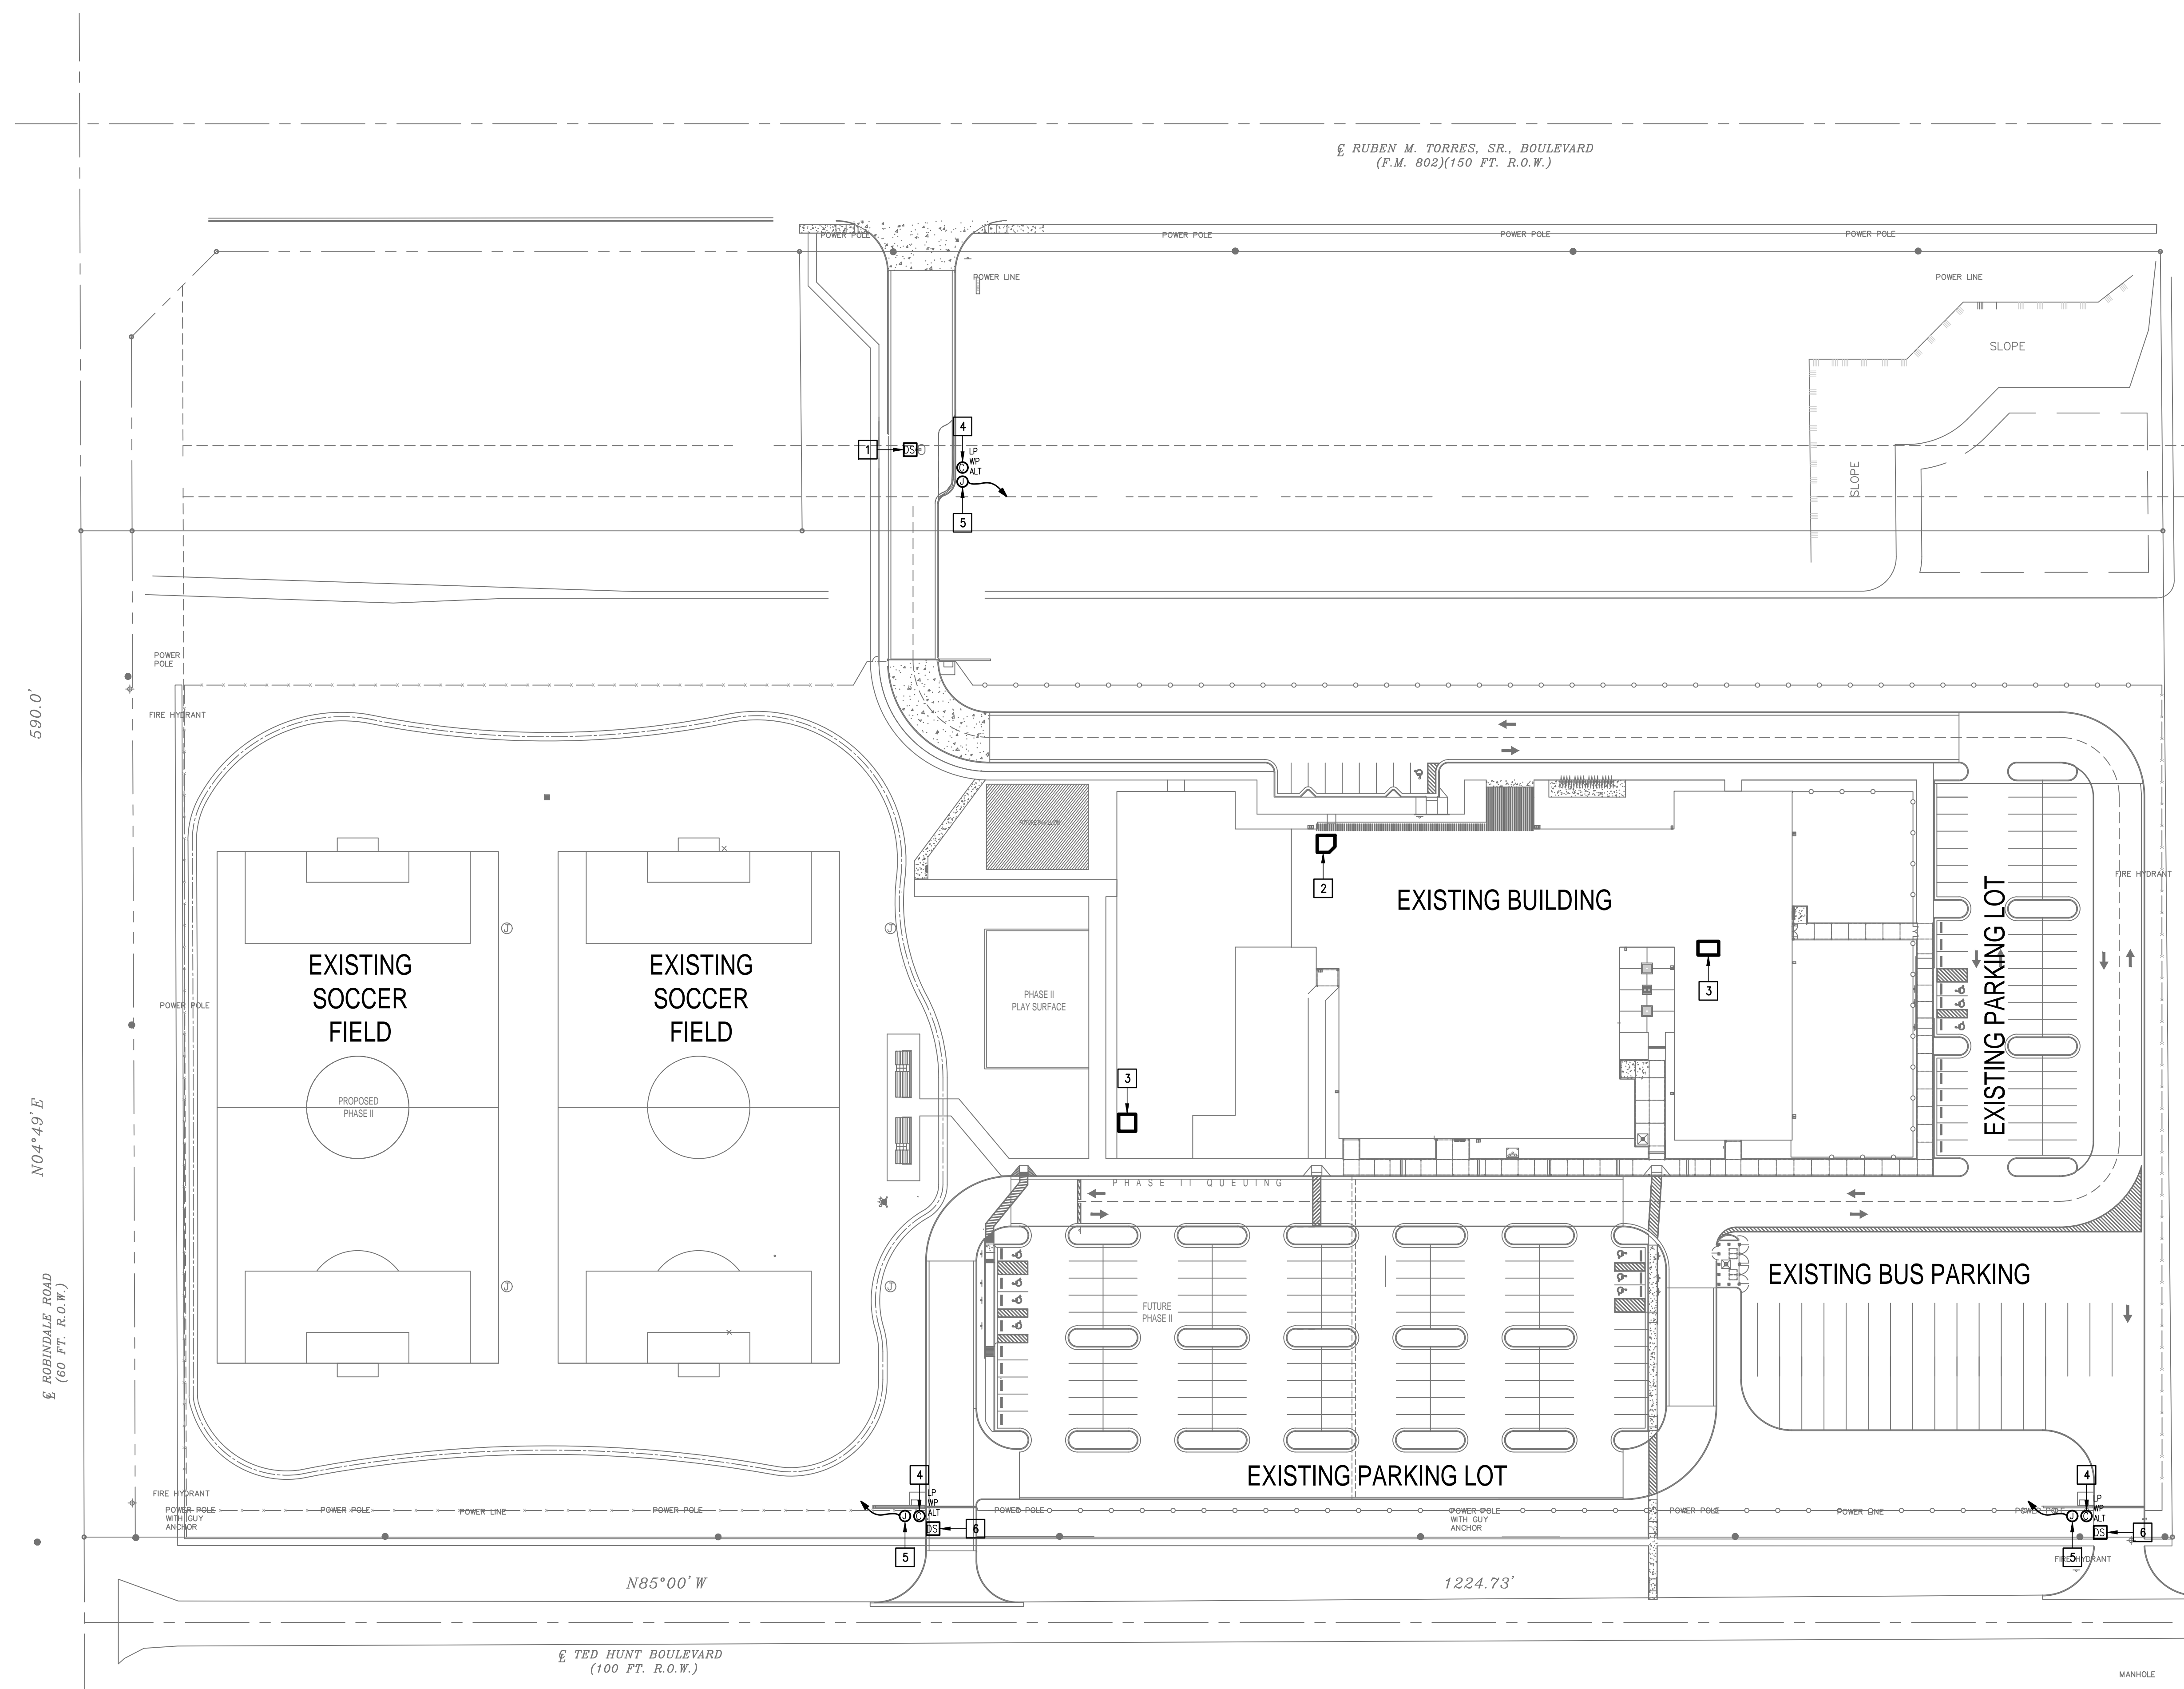 ℄ RUBEN M. TORRES, SR., BOULEVARD
(F.M. 802)(150 FT. R.O.W.)
POWER POLE
POWER POLE
POWER POLE
POWER POLE
POWER LINE
POWER LINE
SLOPE
SLOPE
4
1
DS
LP
WP
ALT
C
J
5
POWER
POLE
FIRE HYDRANT
590.0'
2
EXISTING BUILDING
FIRE HYDRANT
EXISTING PARKING LOT
J
J
EXISTING
SOCCER
FIELD
EXISTING
SOCCER
FIELD
POWER POLE
PHASE II
PLAY SURFACE
3
3
PROPOSED
PHASE II
N04°49' E
PHASE II QUEUING
J
J
EXISTING BUS PARKING
FUTURE
PHASE II
℄ ROBINDALE ROAD
(60 FT. R.O.W.)
EXISTING PARKING LOT
4
4
FIRE HYDRANT
LP
WP
ALT
LP
WP
ALT
POWER POLE
WITH GUY
ANCHOR
POWER POLE
POWER LINE
POWER POLE
POWER POLE
POWER POLE
WITH GUY
ANCHOR
POWER POLE
POWER LINE
POWER POLE
J
C
DS
6
J
C
DS
6
5
5
FIRE HYDRANT
N85°00' W
1224.73'
℄ TED HUNT BOULEVARD
(100 FT. R.O.W.)
MANHOLE